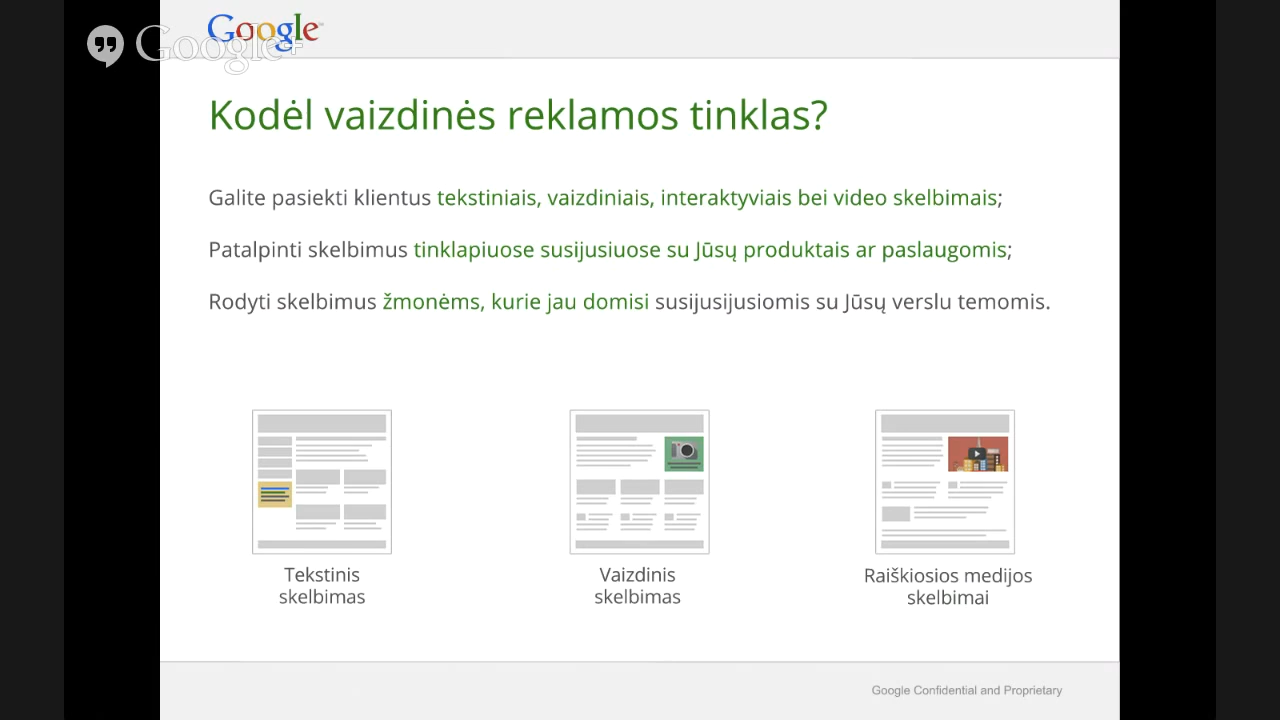 Google+
Google
Kodėl vaizdinės reklamos tinklas?
Galite pasiekti klientus tekstiniais, vaizdiniais, interaktyviais bei video skelbimais;
Patalpinti skelbimus tinklapiuose susijusiuose su Jūsų produktais ar paslaugomis;
Rodyti skelbimus žmonėms, kurie jau domisi susijusijusiomis su Jūsų verslu temomis.
Tekstinis
skelbimas
Vaizdinis
skelbimas
Raiškiosios medijos
skelbimai
Google Confidential and Proprietary